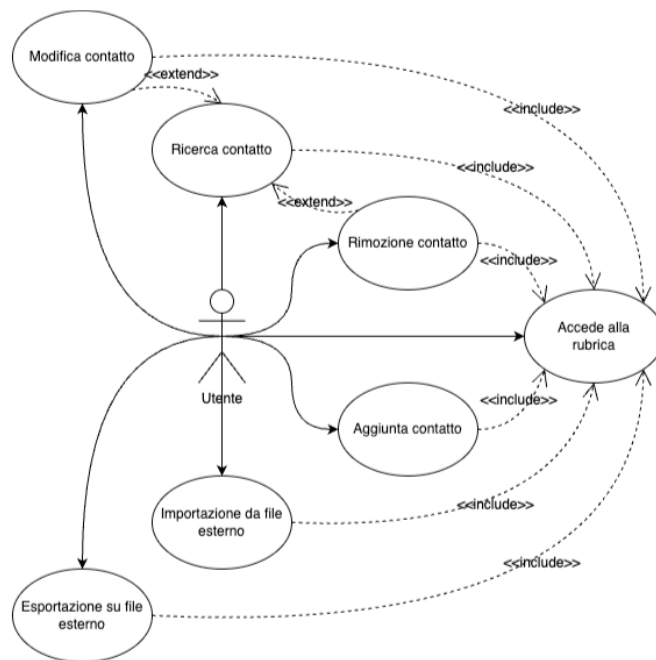 Modifica contatto
<<extend>>
<<include>>
Ricerca contatto
<<include>>
<<extend>>
Rimozione contatto
<<include>>
Accede alla
rubrica
Utente
<<include>>
Aggiunta contatto
Importazione da file
esterno
<<include>>
<<include>>
Esportazione su file
esterno